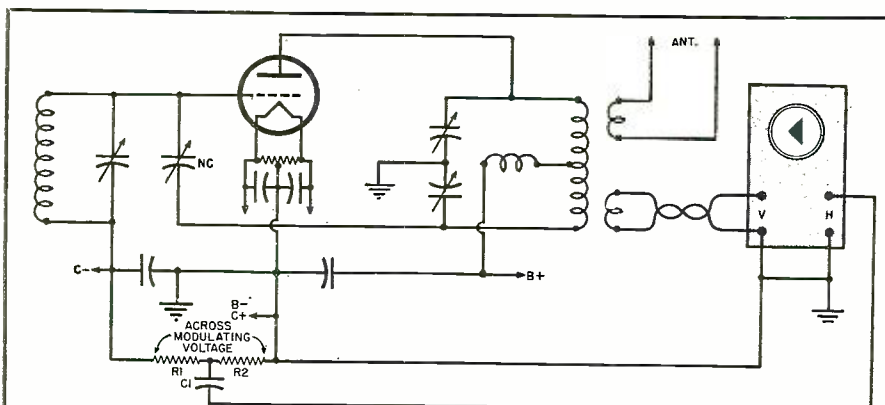 ANT.
NC
V H
C-
B+
B-
C+
ACROSS
MODULATING
VOLTAGE
R1 R2
C1